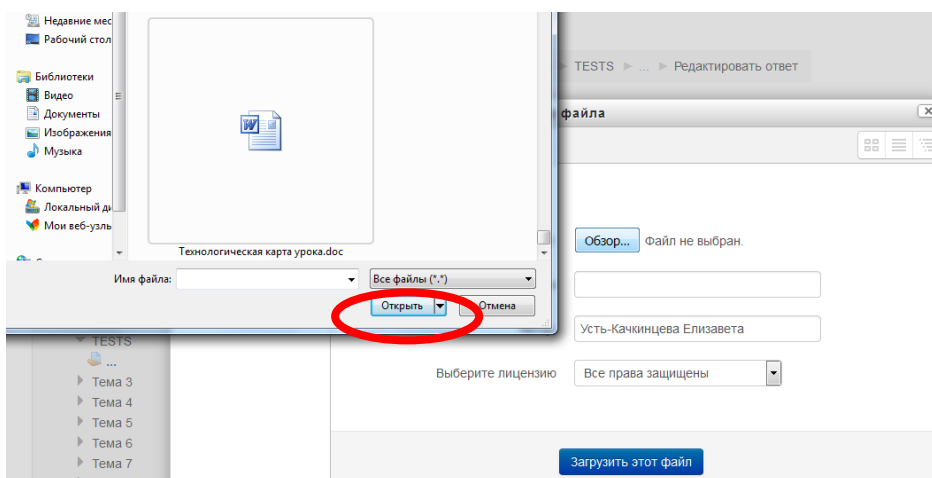 Недавние мес
Рабочий стол
Библиотеки
Видео
Документы
Изображения
Музыка
Компьютер
Локальный ди
Мои веб-узлы
Технологическая карта урока.doc
Имя файла:
Все файлы (*.*)
Открыть
Отмена
TESTS
...
Редактировать ответ
файла
Обзор...
Файл не выбран.
Усть-Качкинцева Елизавета
Выберите лицензию
Все права защищены
Загрузить этот файл
TESTS
...
Тема 3
Тема 4
Тема 5
Тема 6
Тема 7